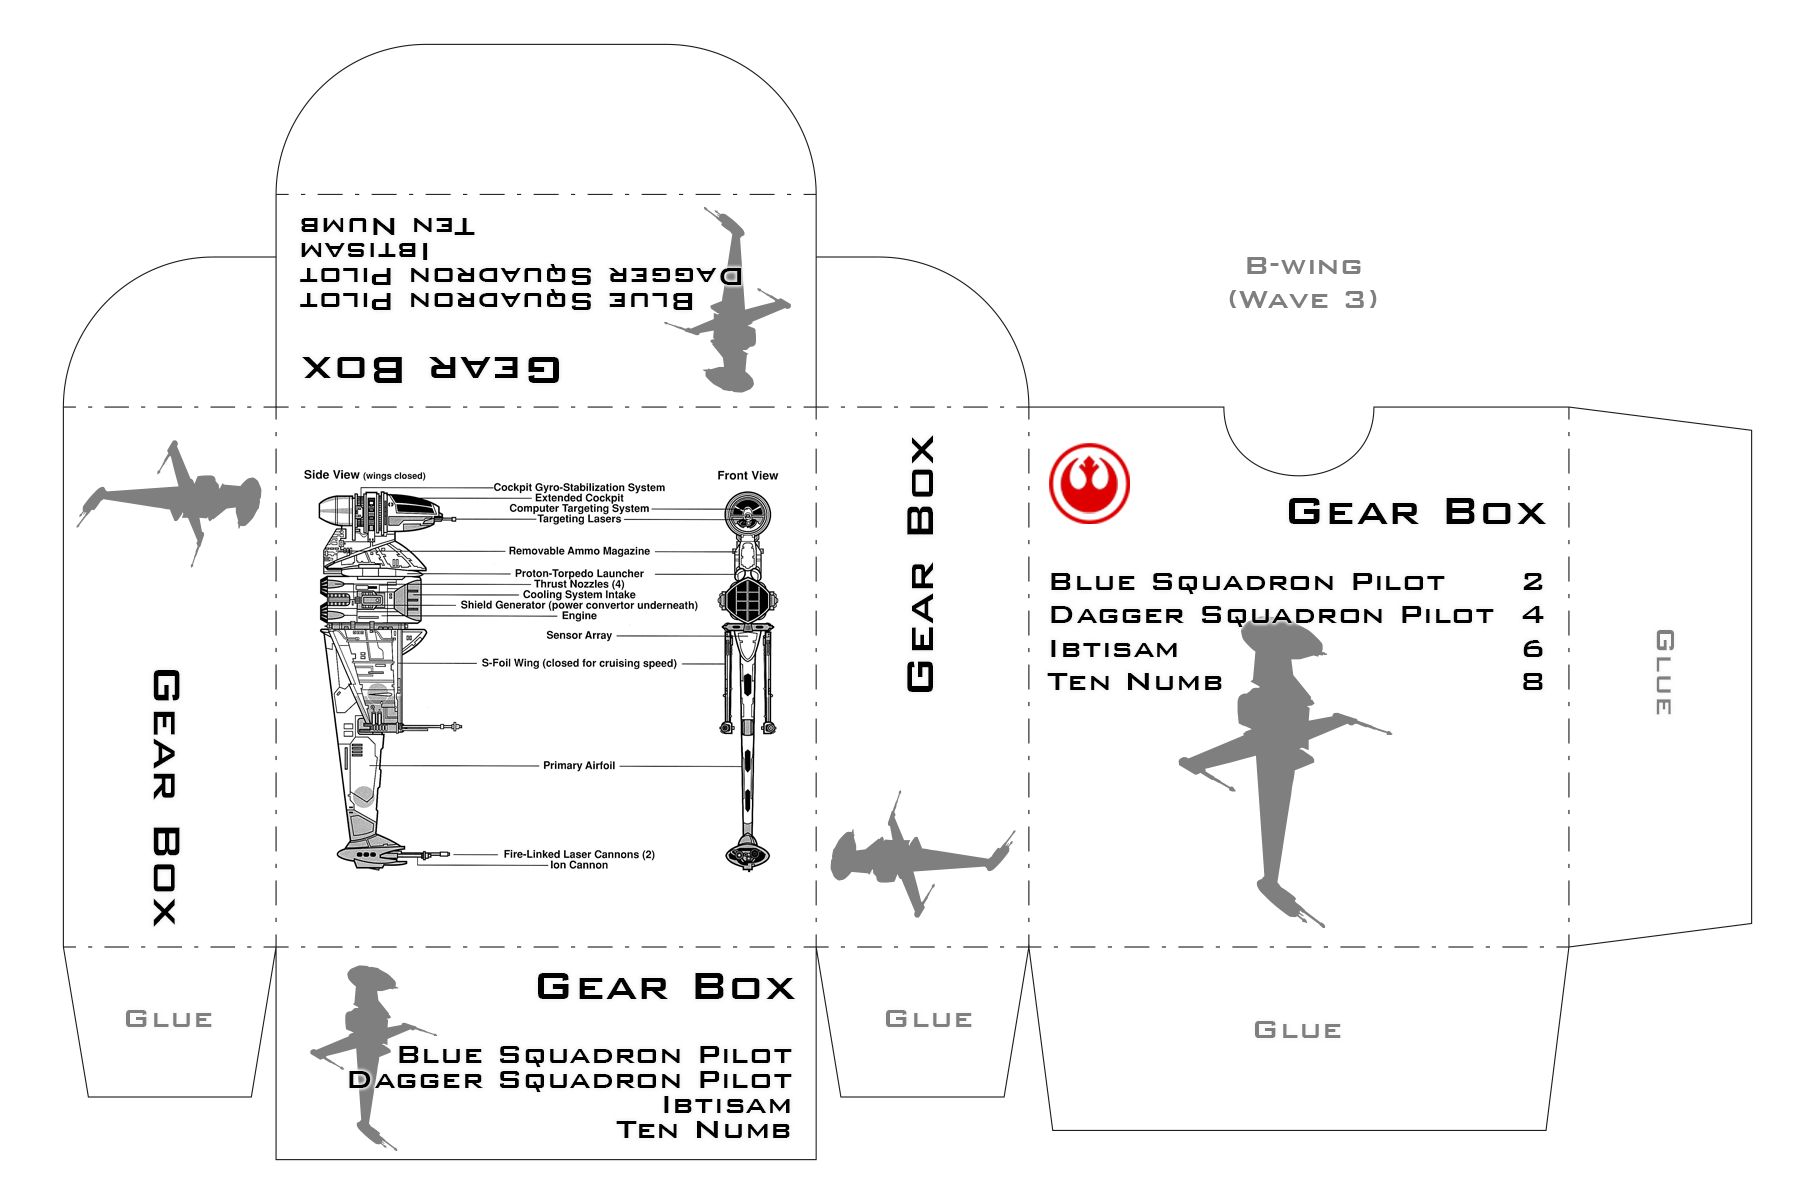 Ten Numb
Ibtisam
Dagger Squadron Pilot
Blue Squadron Pilot
Gear Box
B-wing
(Wave 3)
Gear Box
Side View (wings closed)
Front View
Cockpit Gyro-Stabilization System
Extended Cockpit
Computer Targeting System
Targeting Lasers
Removable Ammo Magazine
Proton-Torpedo Launcher
Thrust Nozzles (4)
Cooling System Intake
Shield Generator (power convertor underneath)
Engine
Sensor Array
S-Foil Wing (closed for cruising speed)
Primary Airfoil
Fire-Linked Laser Cannons (2)
Ion Cannon
Gear Box
Gear Box
Blue Squadron Pilot 2
Dagger Squadron Pilot 4
Ibtisam 6
Ten Numb 8
Glue
Glue
Gear Box
Blue Squadron Pilot
Dagger Squadron Pilot
Ibtisam
Ten Numb
Glue
Glue